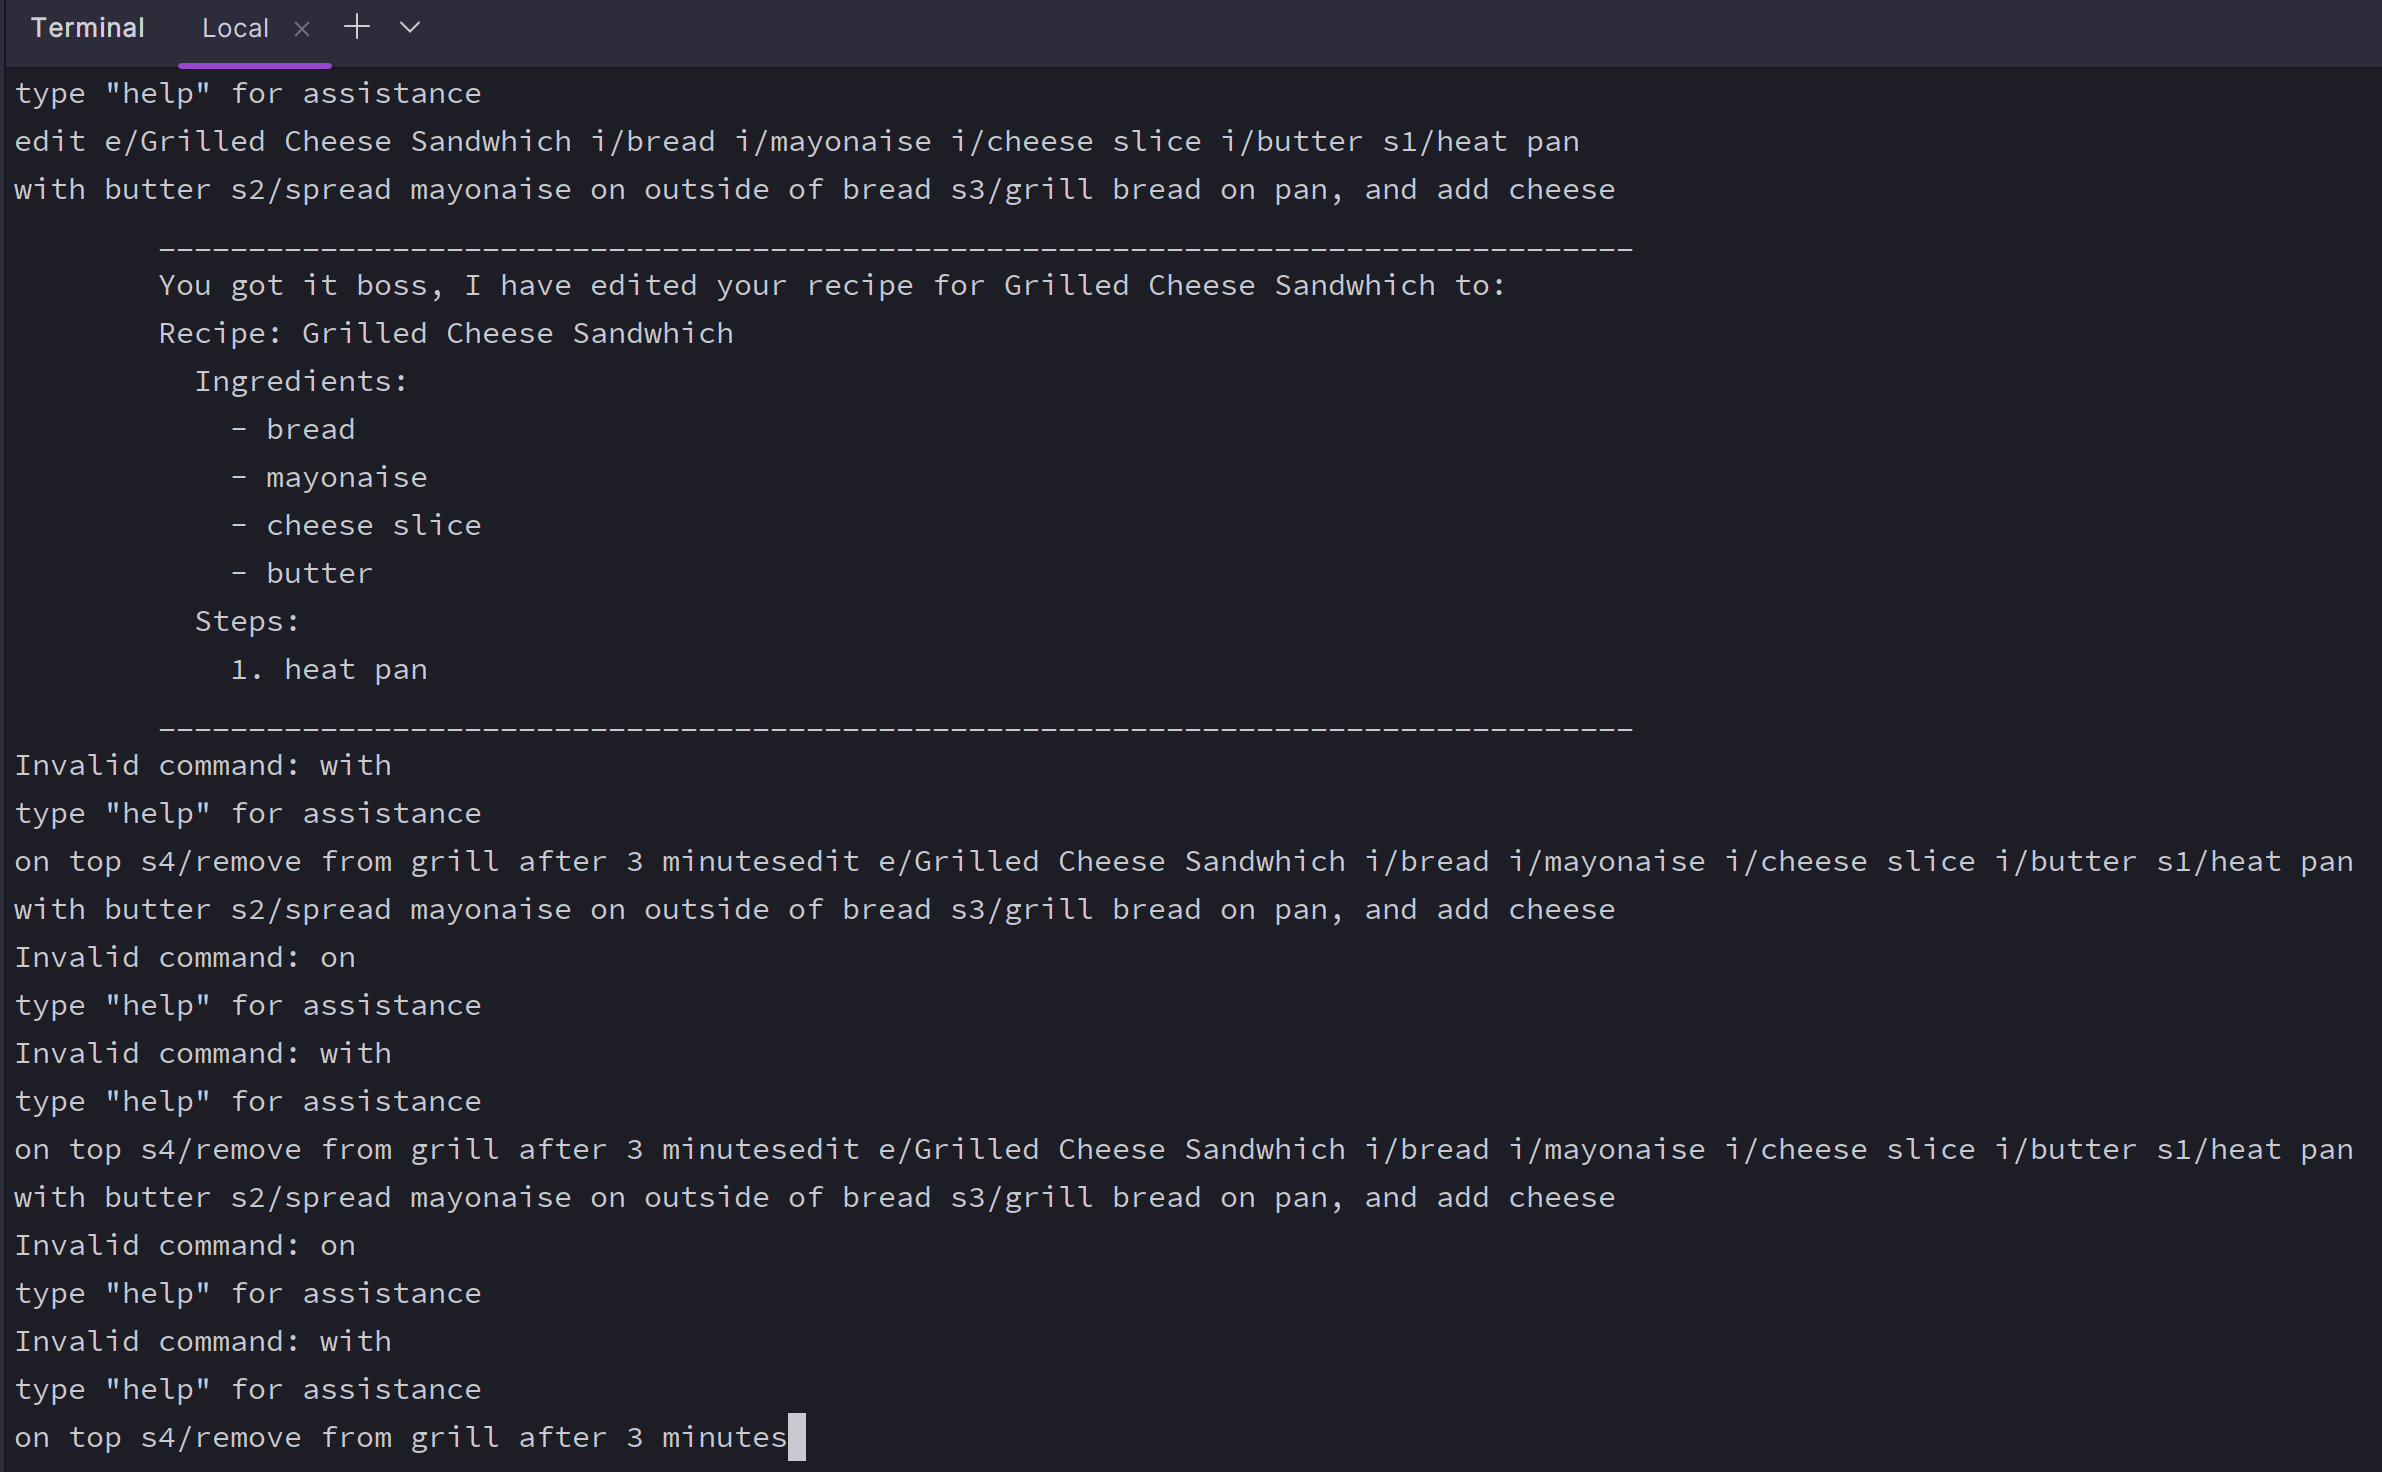 Terminal Local
type "help" for assistance
edit e/Grilled Cheese Sandwhich i/bread i/mayonaise i/cheese slice i/butter s1/heat pan
with butter s2/spread mayonaise on outside of bread s3/grill bread on pan, and add cheese
__________________________________________________________________________________
You got it boss, I have edited your recipe for Grilled Cheese Sandwhich to:
Recipe: Grilled Cheese Sandwhich
Ingredients:
- bread
- mayonaise
- cheese slice
- butter
Steps:
1. heat pan
__________________________________________________________________________________
Invalid command: with
type "help" for assistance
on top s4/remove from grill after 3 minutesedit e/Grilled Cheese Sandwhich i/bread i/mayonaise i/cheese slice i/butter s1/heat pan
with butter s2/spread mayonaise on outside of bread s3/grill bread on pan, and add cheese
Invalid command: on
type "help" for assistance
Invalid command: with
type "help" for assistance
on top s4/remove from grill after 3 minutesedit e/Grilled Cheese Sandwhich i/bread i/mayonaise i/cheese slice i/butter s1/heat pan
with butter s2/spread mayonaise on outside of bread s3/grill bread on pan, and add cheese
Invalid command: on
type "help" for assistance
Invalid command: with
type "help" for assistance
on top s4/remove from grill after 3 minutes